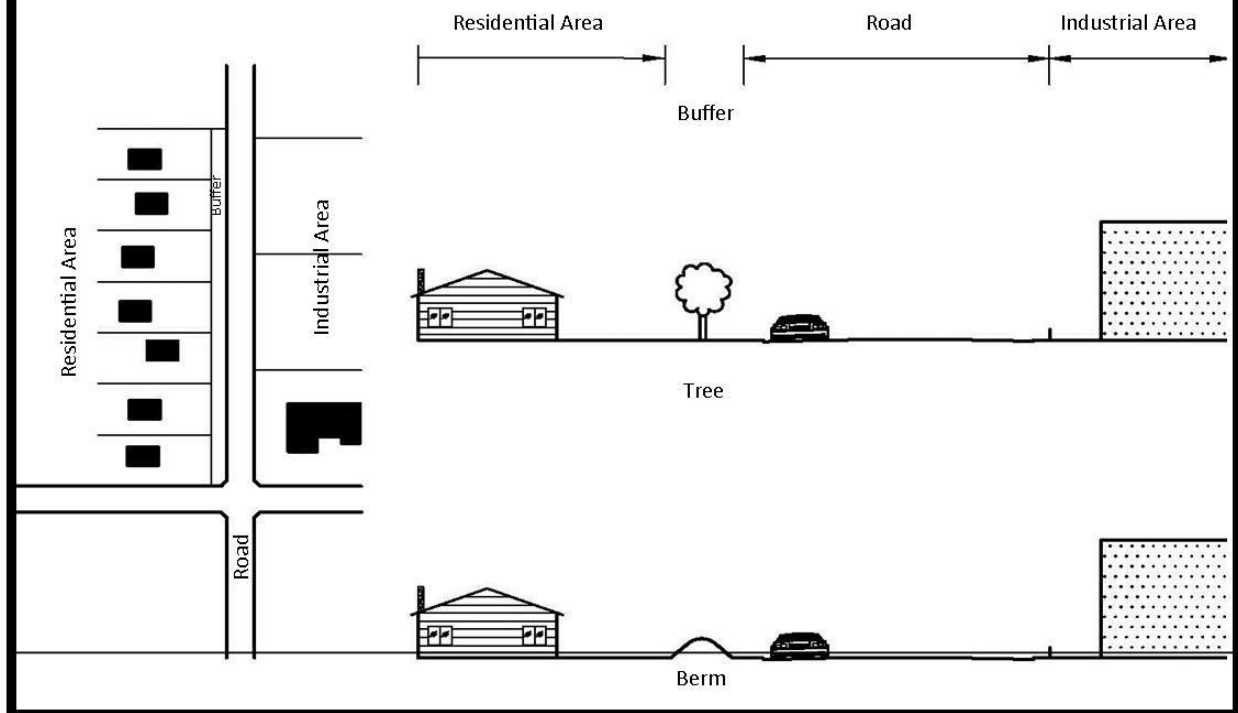 Residential Area
Road
Industrial Area
Buffer
Buffer
Residential Area
Industrial Area
Tree
Road
Berm